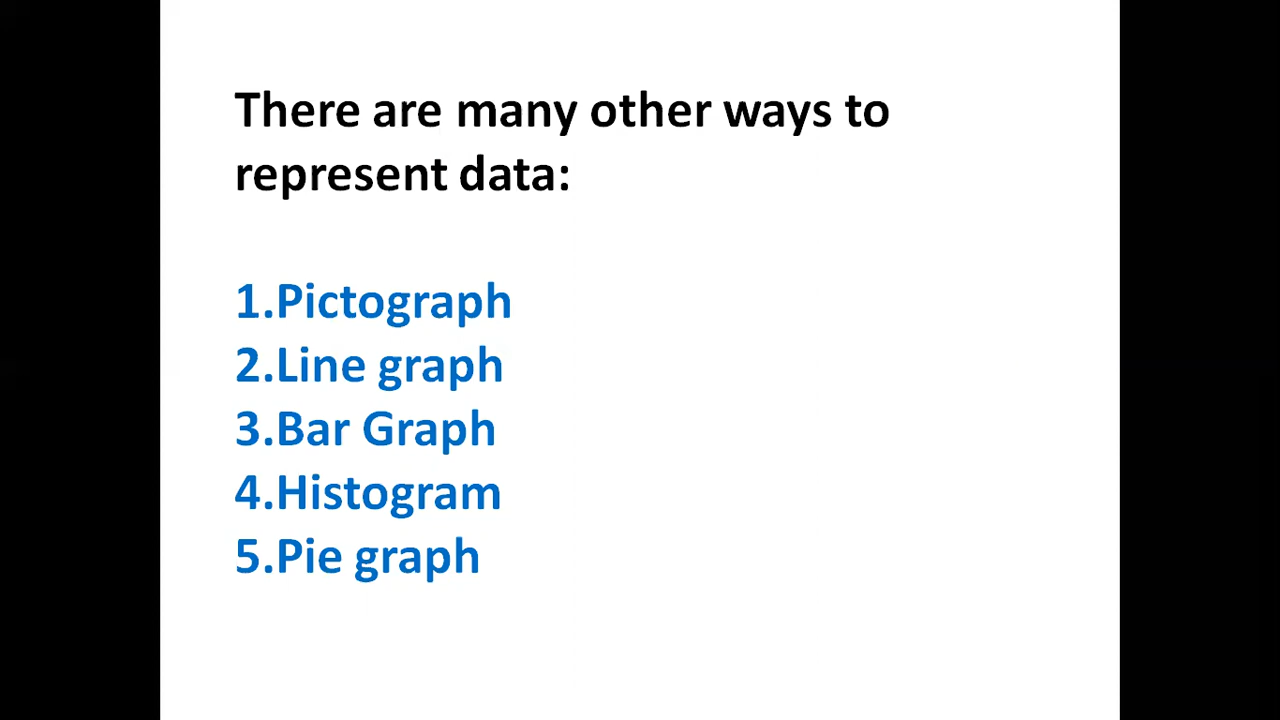 There are many other ways to
represent data:
1.Pictograph
2.Line graph
3.Bar Graph
4.Histogram
5.Pie graph